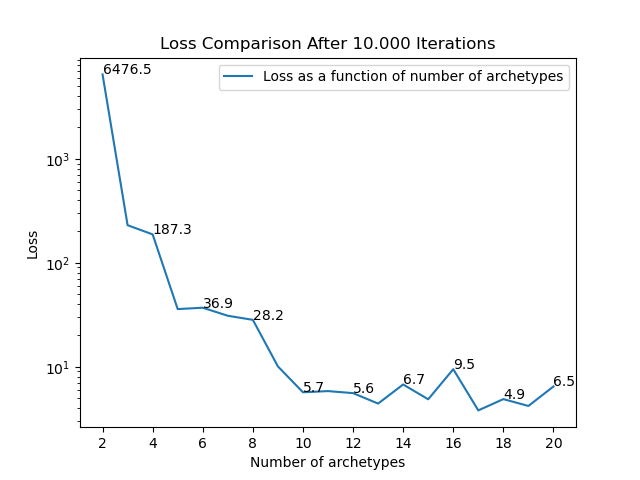 Loss Comparison After 10.000 Iterations
Loss as a function of number of archetypes
6476.5
187.3
36.9
28.2
5.7
5.6
6.7
9.5
4.9
6.5
10³
10²
10¹
Loss
2 4 6 8 10 12 14 16 18 20
Number of archetypes